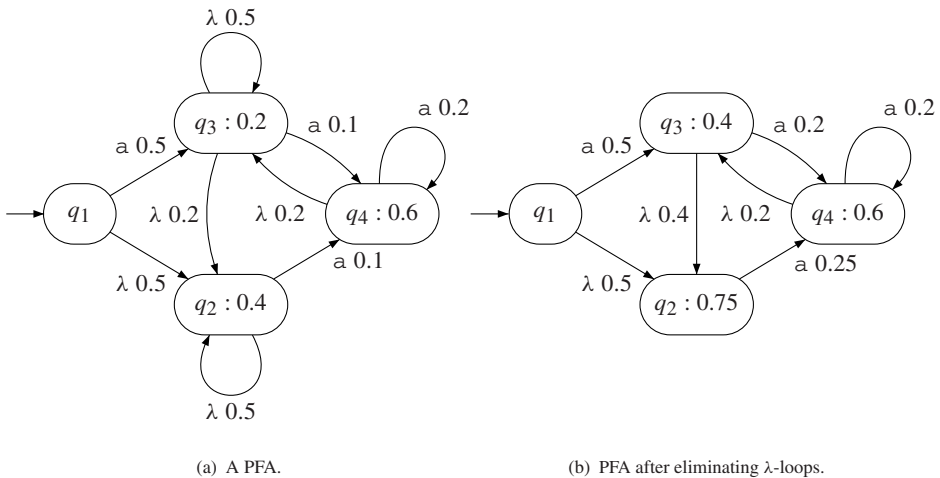 λ 0.5
q3 : 0.2
a 0.5
a 0.1
a 0.2
q1
λ 0.2
λ 0.2
q4 : 0.6
λ 0.5
a 0.1
q2 : 0.4
λ 0.5
(a) A PFA.
q3 : 0.4
a 0.5
a 0.2
a 0.2
q1
λ 0.4
λ 0.2
q4 : 0.6
λ 0.5
a 0.25
q2 : 0.75
(b) PFA after eliminating λ-loops.